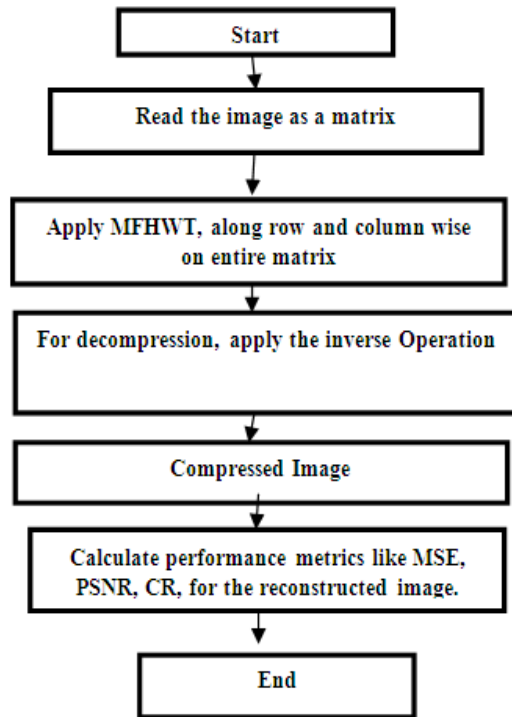 Start
Read the image as a matrix
Apply MFHWT, along row and column wise
on entire matrix
For decompression, apply the inverse Operation
Compressed Image
Calculate performance metrics like MSE,
PSNR, CR, for the reconstructed image.
End